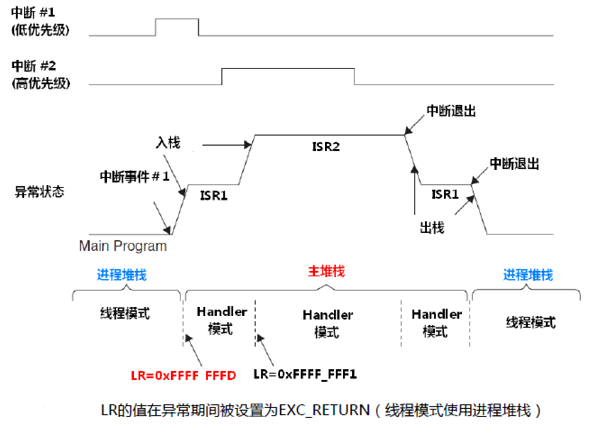 中断 #1
(低优先级)
中断 #2
(高优先级)
中断退出
入栈
ISR2
中断退出
中断事件＃1
异常状态
ISR1
ISR1
出栈
Main Program
进程堆栈
主堆栈
进程堆栈
线程模式
Handler
模式
Handler
模式
Handler
模式
线程模式
LR=0xFFFF FFFD
LR=0xFFFF_FFF1
LR的值在异常期间被设置为EXC_RETURN（线程模式使用进程堆栈）